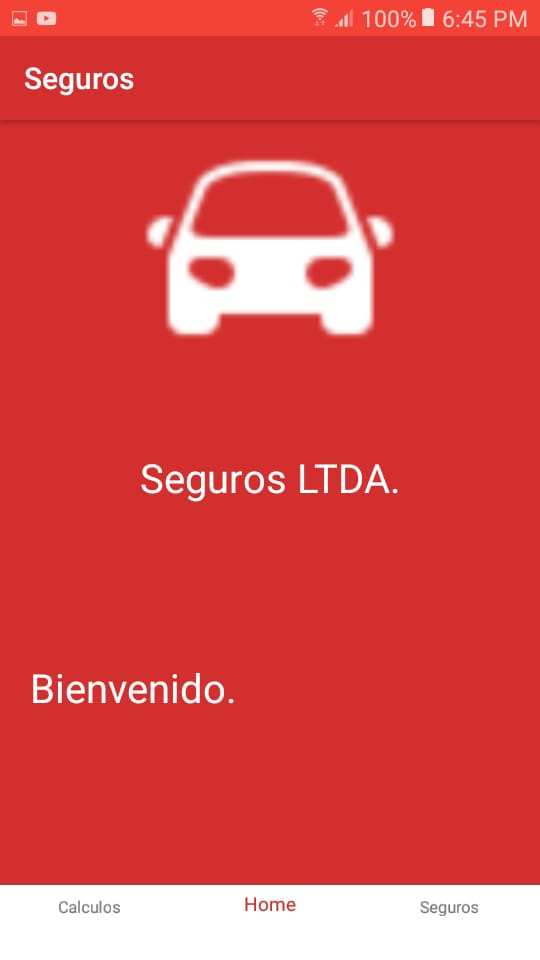 100% 6:45 PM
Seguros
Seguros LTDA.
Bienvenido.
Calculos Home Seguros